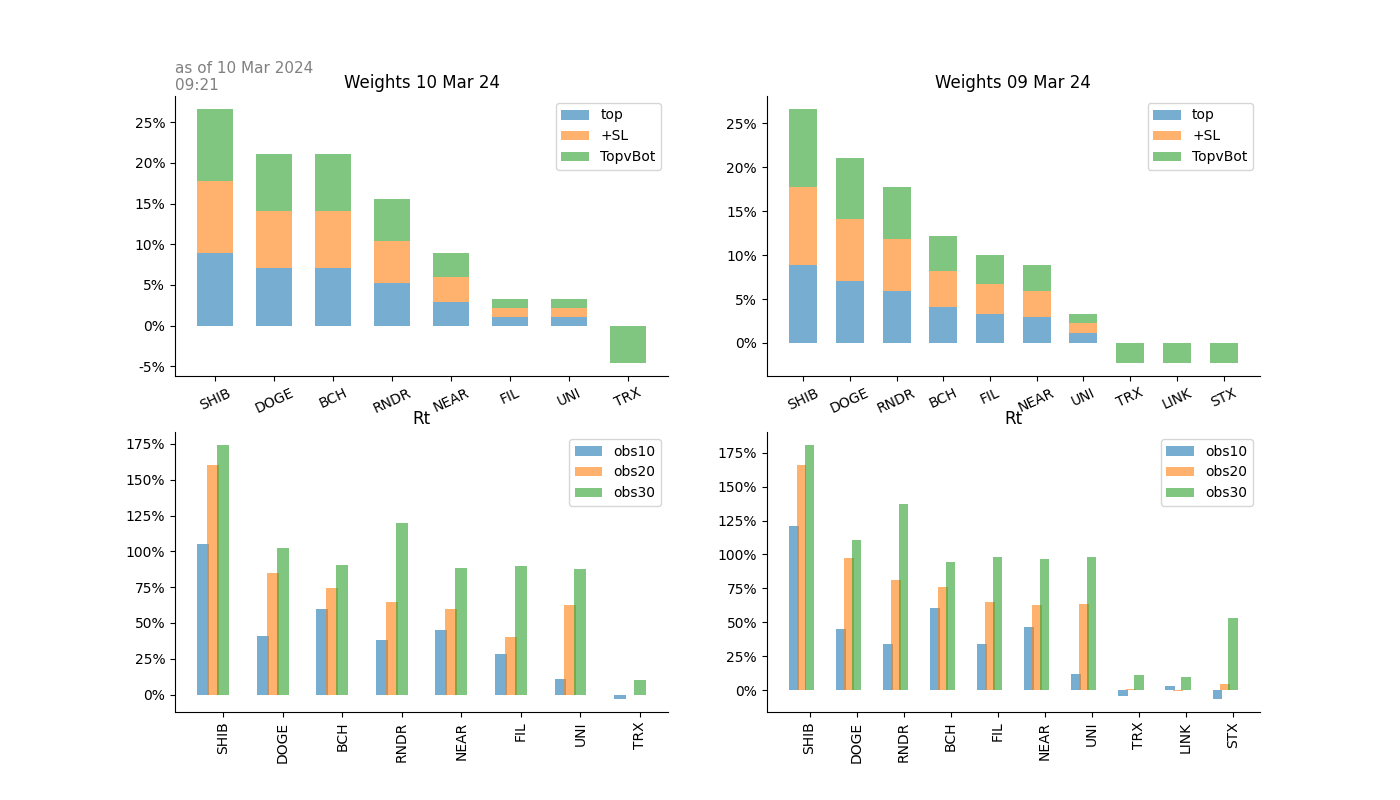 as of 10 Mar 2024
09:21
Weights 10 Mar 24
25%
20%
15%
10%
5%
0%
-5%
top
+SL
TopvBot
SHIB DOGE BCH RNDR NEAR FIL UNI TRX
Weights 09 Mar 24
25%
20%
15%
10%
5%
0%
top
+SL
TopvBot
SHIB DOGE RNDR BCH FIL NEAR UNI TRX LINK STX
Rt
175%
150%
125%
100%
75%
50%
25%
0%
obs10
obs20
obs30
SHIB DOGE BCH RNDR NEAR FIL UNI TRX
Rt
175%
150%
125%
100%
75%
50%
25%
0%
obs10
obs20
obs30
SHIB DOGE RNDR BCH FIL NEAR UNI TRX LINK STX